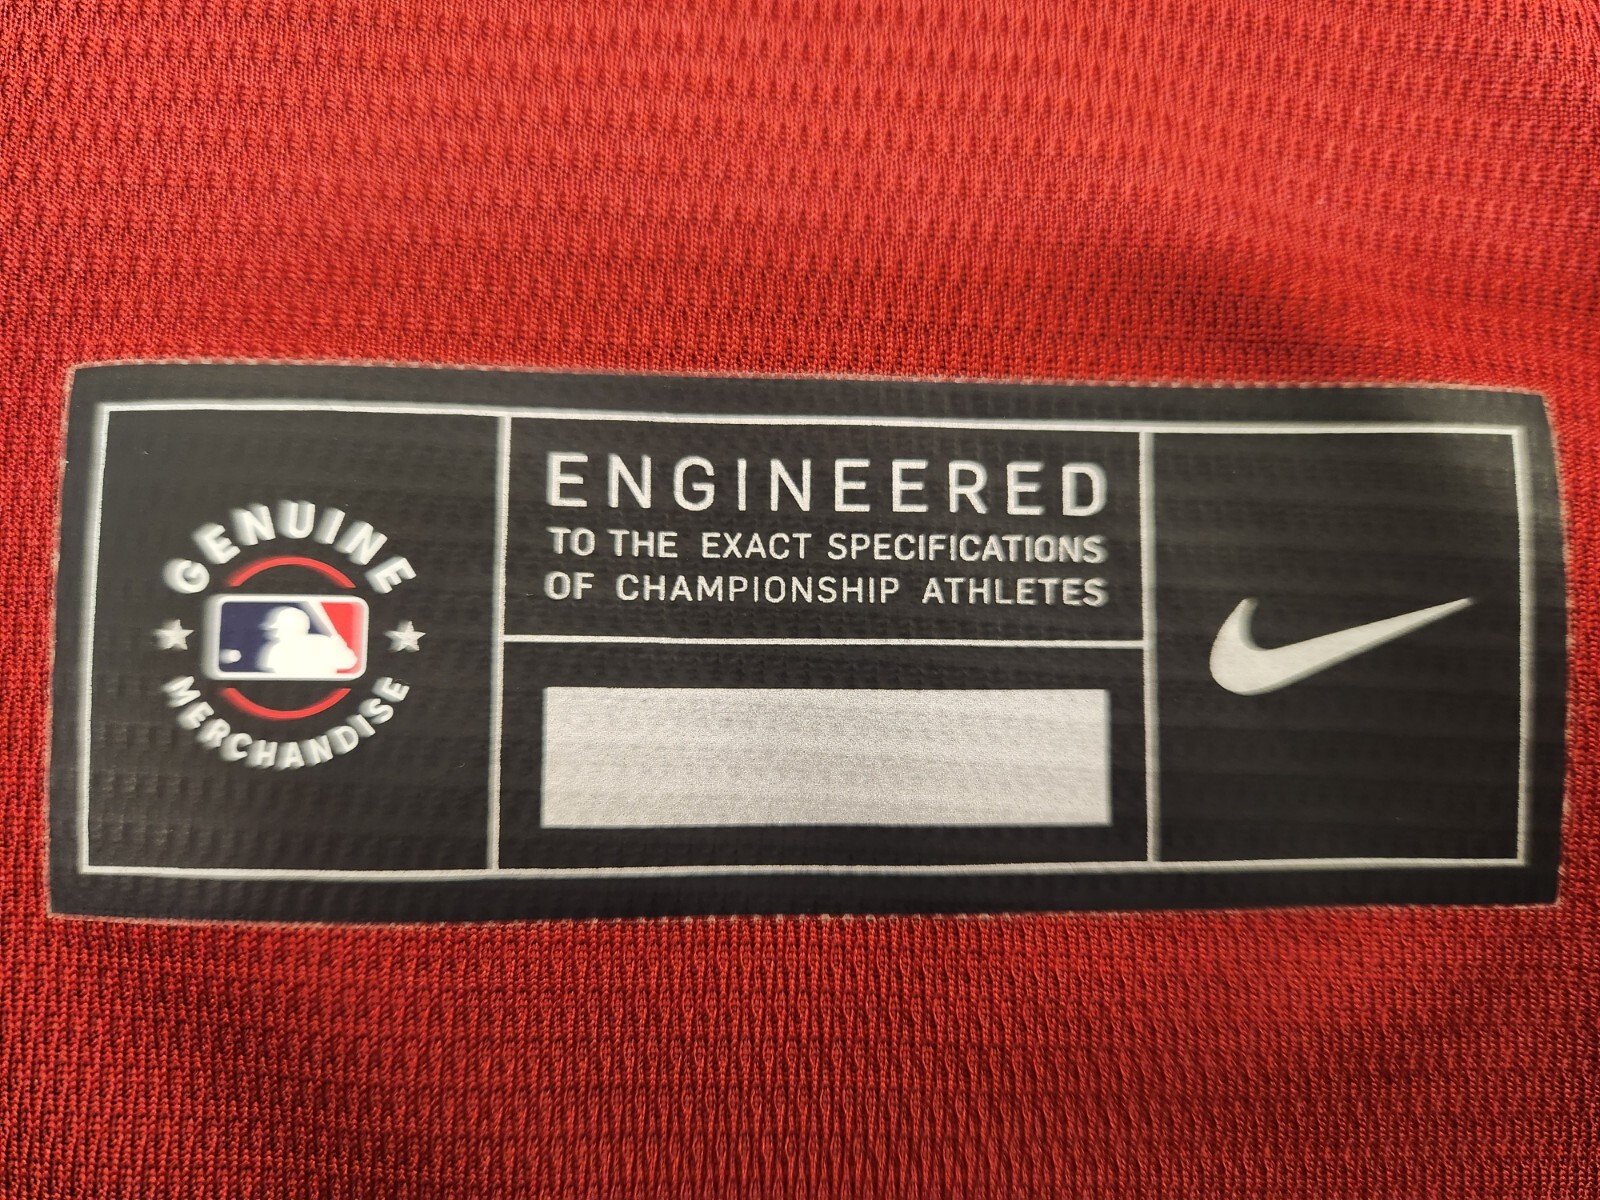 GENUINE
MERCHANDISE
ENGINEERED
TO THE EXACT SPECIFICATIONS
OF CHAMPIONSHIP ATHLETES